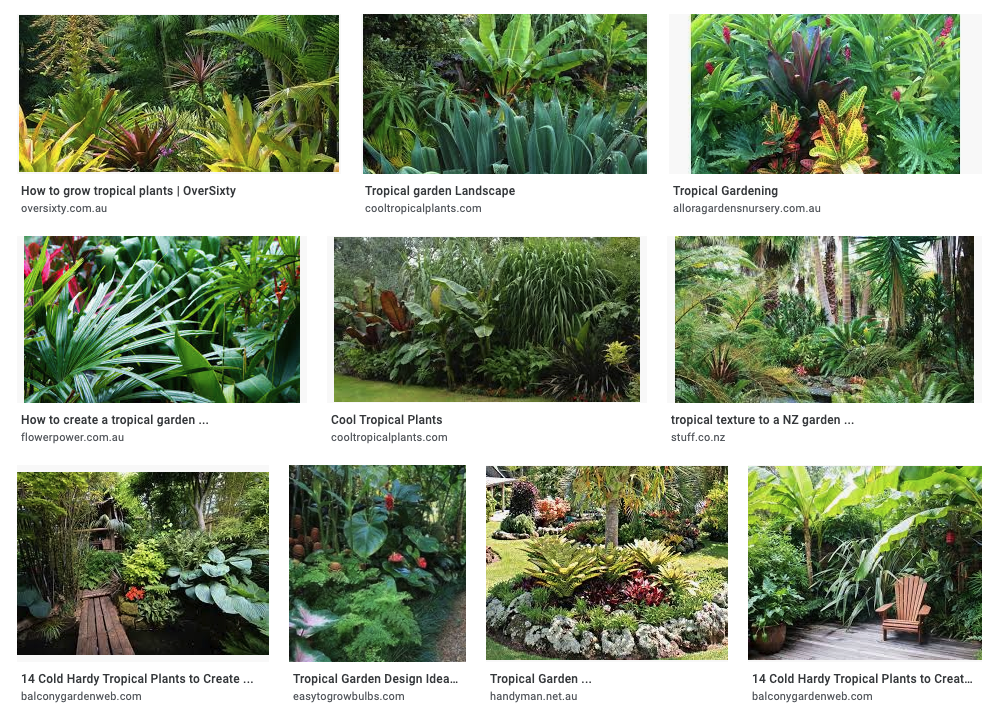 How to grow tropical plants | OverSixty
oversixty.com.au
Tropical garden Landscape
cooltropicalplants.com
Tropical Gardening
alloragardensnursery.com.au
How to create a tropical garden ...
flowerpower.com.au
Cool Tropical Plants
cooltropicalplants.com
tropical texture to a NZ garden ...
stuff.co.nz
14 Cold Hardy Tropical Plants to Create ...
balconygardenweb.com
Tropical Garden Design Idea...
easytogrowbulbs.com
Tropical Garden ...
handyman.net.au
14 Cold Hardy Tropical Plants to Creat...
balconygardenweb.com